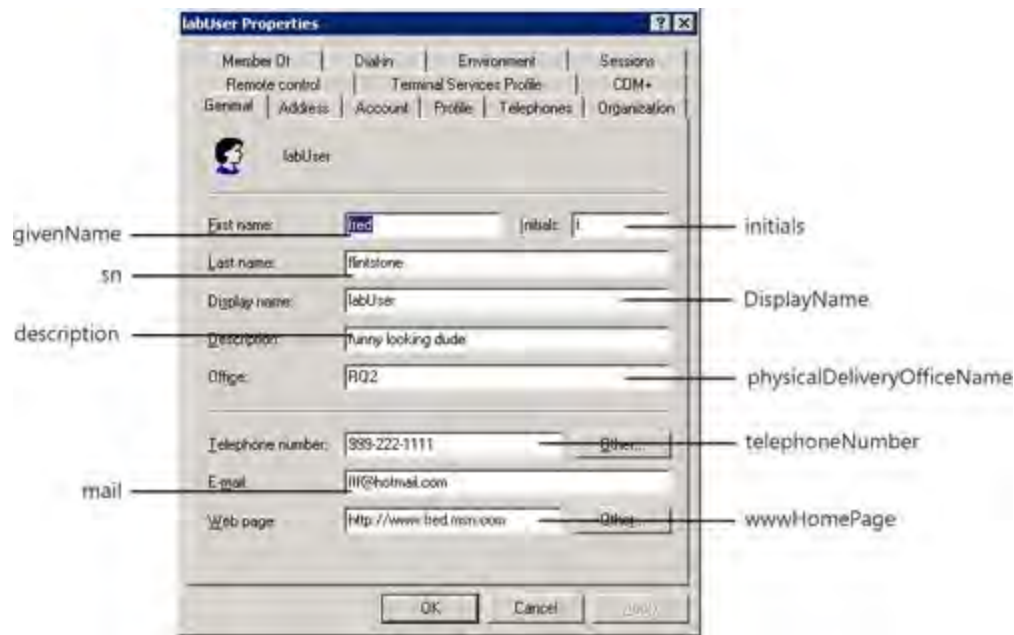 labUser Properties
Member Of Dial-in Environment Sessions
Remote control Terminal Services Profile COM+
General Address Account Profile Telephones Organization
labUser
givenName First name: fred Initials: i initials
sn Last name: flintstone
Display name: labUser DisplayName
description Description: funny looking dude
Office: RQ2 physicalDeliveryOfficeName
Telephone number: 999-222-1111 Other... telephoneNumber
mail E-mail: fff@hotmail.com
Web page: Other... wwwHomePage
OK Cancel Apply